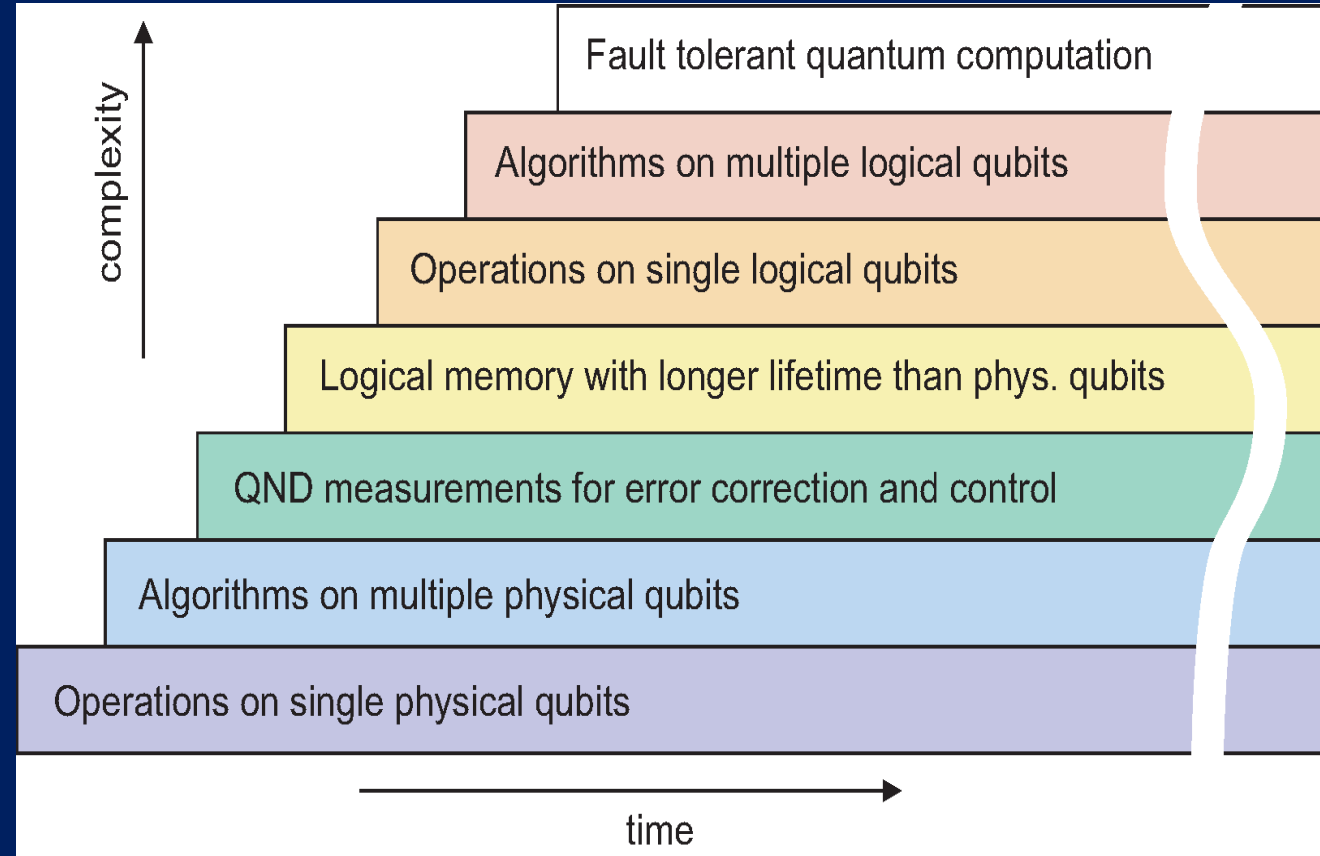 complexity
Fault tolerant quantum computation
Algorithms on multiple logical qubits
Operations on single logical qubits
Logical memory with longer lifetime than phys. qubits
QND measurements for error correction and control
Algorithms on multiple physical qubits
Operations on single physical qubits
time